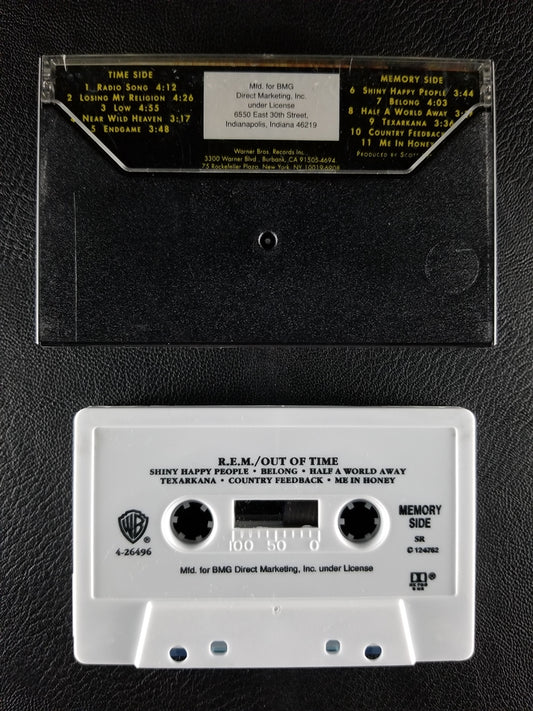 TIME SIDE
1 RADIO SONG 4:12
2 LOSING MY RELIGION 4:26
3 LOW 4:55
NEAR WILD HEAVEN 3:17
5 ENDGAME 3:48
Mfd. for BMG
Direct Marketing, Inc.
under License
6550 East 30th Street,
Indianapolis, Indiana 46219
Warner Bros. Records Inc.
3300 Warner Blvd., Burbank, CA 91505-4694
75 Rockefeller Plaza, New York, NY 10019-6908
MEMORY SIDE
6 SHINY HAPPY PEOPLE 3:44
7 BELONG 4:03
8 HALF A WORLD AWAY
9 TEXARKANA 3:36
10 COUNTRY FEEDBACK
11 ME IN HONEY
PRODUCED BY
R.E.M./OUT OF TIME
SHINY HAPPY PEOPLE • BELONG • HALF A WORLD AWAY
TEXARKANA • COUNTRY FEEDBACK • ME IN HONEY
WB ®
4-26496
100 50 0
MEMORY
SIDE
SR
C 124762
Mfd. for BMG Direct Marketing, Inc. under License